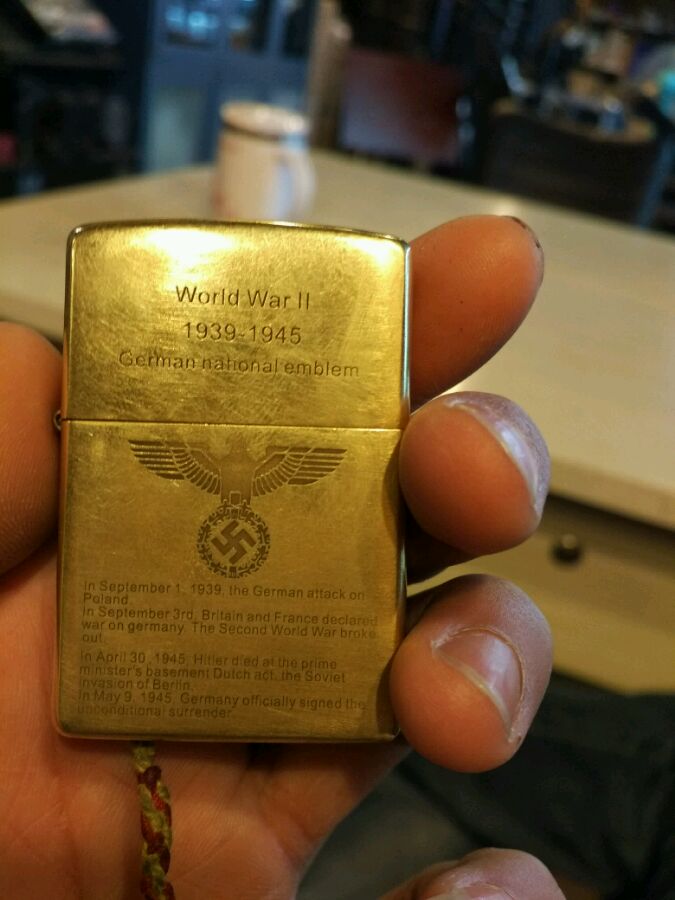 World War II
1939-1945
German national emblem
In September 1, 1939, the German attack on
Poland.
In September 3rd, Britain and France declared
war on germany. The Second World War broke
out.
In April 30, 1945, Hitler died at the prime
minister's basement Dutch act, the Soviet
invasion of Berlin.
In May 9, 1945, Germany officially signed the
unconditional surrender.